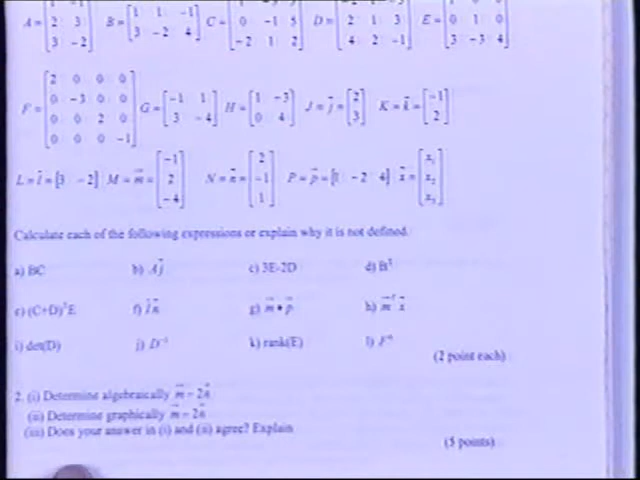 A = [1 -1; 2 3; 3 -2] B = [1 1 -1; 3 -2 4] C = 0 -1 5; -2 1 2] D = 2 1 3; 4 2 -1] E = 0 1 0; 3 -3 4]
F = [2 0 0 0; 0 -3 0 0; 0 0 2 0; 0 0 0 -1] G = [-1 1; 3 -4] H = [1 -3; 0 4] J = j = [2; 3] K = k = [-1; 2]
L = l = [3 -2] M = m = [-1; 2; -4] N = n = [2; -1; 1] P = p = [1 -2 4] x = [x₁; x₂; x₃]
Calculate each of the following expressions or explain why it is not defined.
a) BC b) Aj c) 3E-2D d) B
e) (C+D) E f) l n g) m • p h) m x
i) det(D) j) D⁻¹ k) rank(E) l) F
(2 point each)
2. (i) Determine algebraically m - 2n
(ii) Determine graphically m - 2n
(iii) Does your answer in (i) and (ii) agree? Explain
(5 points)